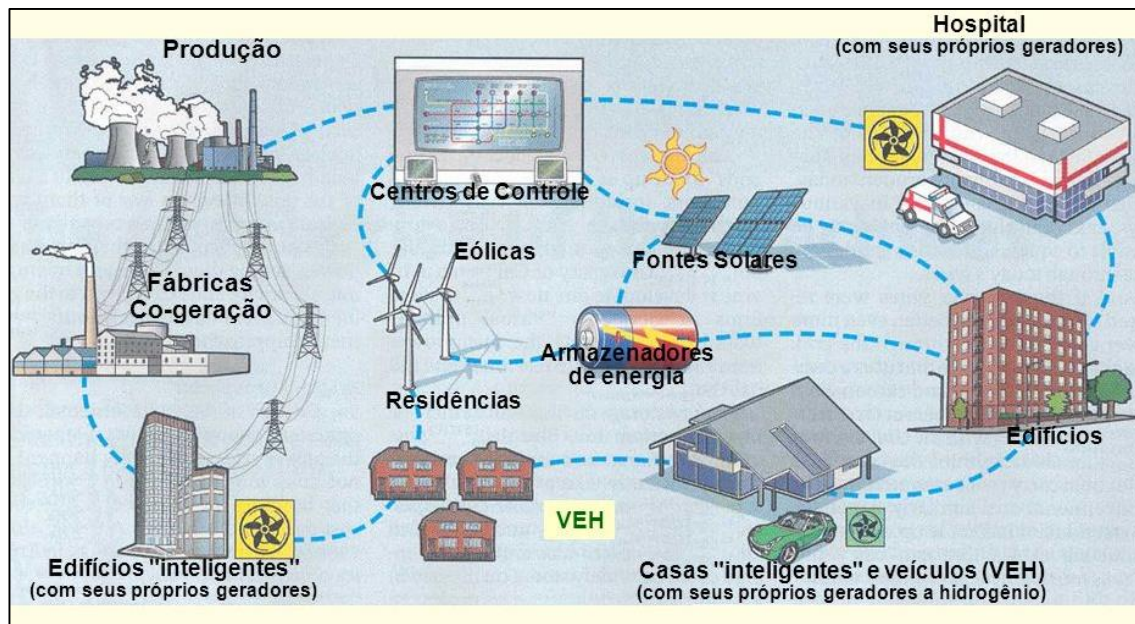 Hospital
(com seus próprios geradores)
Produção
Centros de Controle
Eólicas
Fontes Solares
Fábricas
Co-geração
Armazenadores
de energia
Residências
Edifícios
VEH
Edifícios "inteligentes"
(com seus próprios geradores)
Casas "inteligentes" e veículos (VEH)
(com seus próprios geradores a hidrogênio)